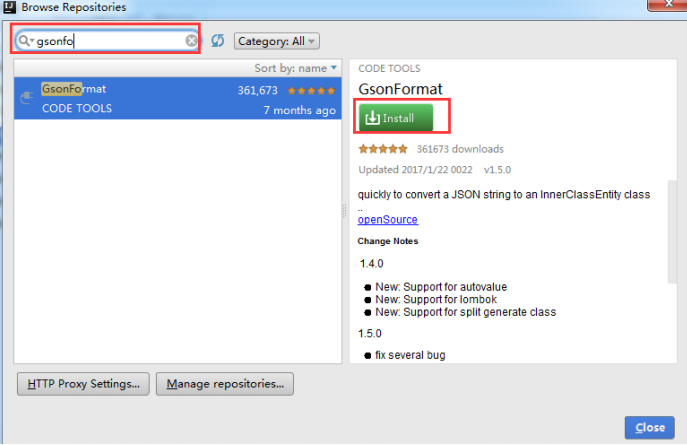 Browse Repositories
gsonfo
Category: All
Sort by: name
GsonFormat
361,673
CODE TOOLS
7 months ago
CODE TOOLS
GsonFormat
Install
361673 downloads
Updated 2017/1/22 0022 v1.5.0
quickly to convert a JSON string to an InnerClassEntity class
..
openSource
Change Notes
1.4.0
● New: Support for autovalue
● New: Support for lombok
● New: Support for split generate class
1.5.0
● fix several bug
HTTP Proxy Settings...
Manage repositories...
Close